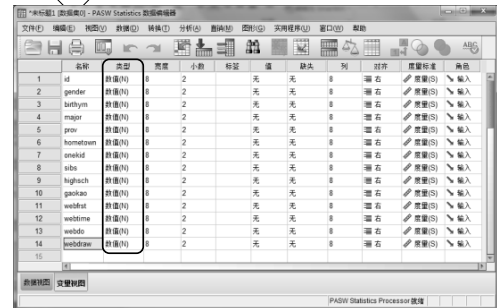 *未标题1 [数据集0] - PASW Statistics 数据编辑器
文件(F) 编辑(E) 视图(V) 数据(D) 转换(T) 分析(A) 直销(M) 图形(G) 实用程序(U) 窗口(W) 帮助
名称 类型 宽度 小数 标签 值 缺失 列 对齐 度量标准 角色
1 id 数值(N) 8 2 无 无 8 右 度量(S) 输入
2 gender 数值(N) 8 2 无 无 8 右 度量(S) 输入
3 birthym 数值(N) 8 2 无 无 8 右 度量(S) 输入
4 major 数值(N) 8 2 无 无 8 右 度量(S) 输入
5 prov 数值(N) 8 2 无 无 8 右 度量(S) 输入
6 hometown 数值(N) 8 2 无 无 8 右 度量(S) 输入
7 onekid 数值(N) 8 2 无 无 8 右 度量(S) 输入
8 sibs 数值(N) 8 2 无 无 8 右 度量(S) 输入
9 highsch 数值(N) 8 2 无 无 8 右 度量(S) 输入
10 gaokao 数值(N) 8 2 无 无 8 右 度量(S) 输入
11 webfrst 数值(N) 8 2 无 无 8 右 度量(S) 输入
12 webtime 数值(N) 8 2 无 无 8 右 度量(S) 输入
13 webdo 数值(N) 8 2 无 无 8 右 度量(S) 输入
14 webdraw 数值(N) 8 2 无 无 8 右 度量(S) 输入
15
数据视图 变量视图
PASW Statistics Processor 就绪